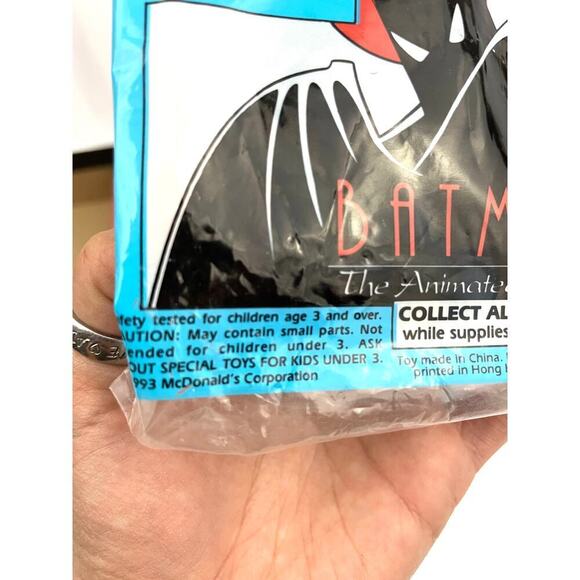 BATM
The Animated
fety tested for children age 3 and over.
UTION: May contain small parts. Not
ended for children under 3. ASK
OUT SPECIAL TOYS FOR KIDS UNDER 3.
993 McDonald's Corporation
COLLECT AL
while supplies
Toy made in China.
printed in Hong